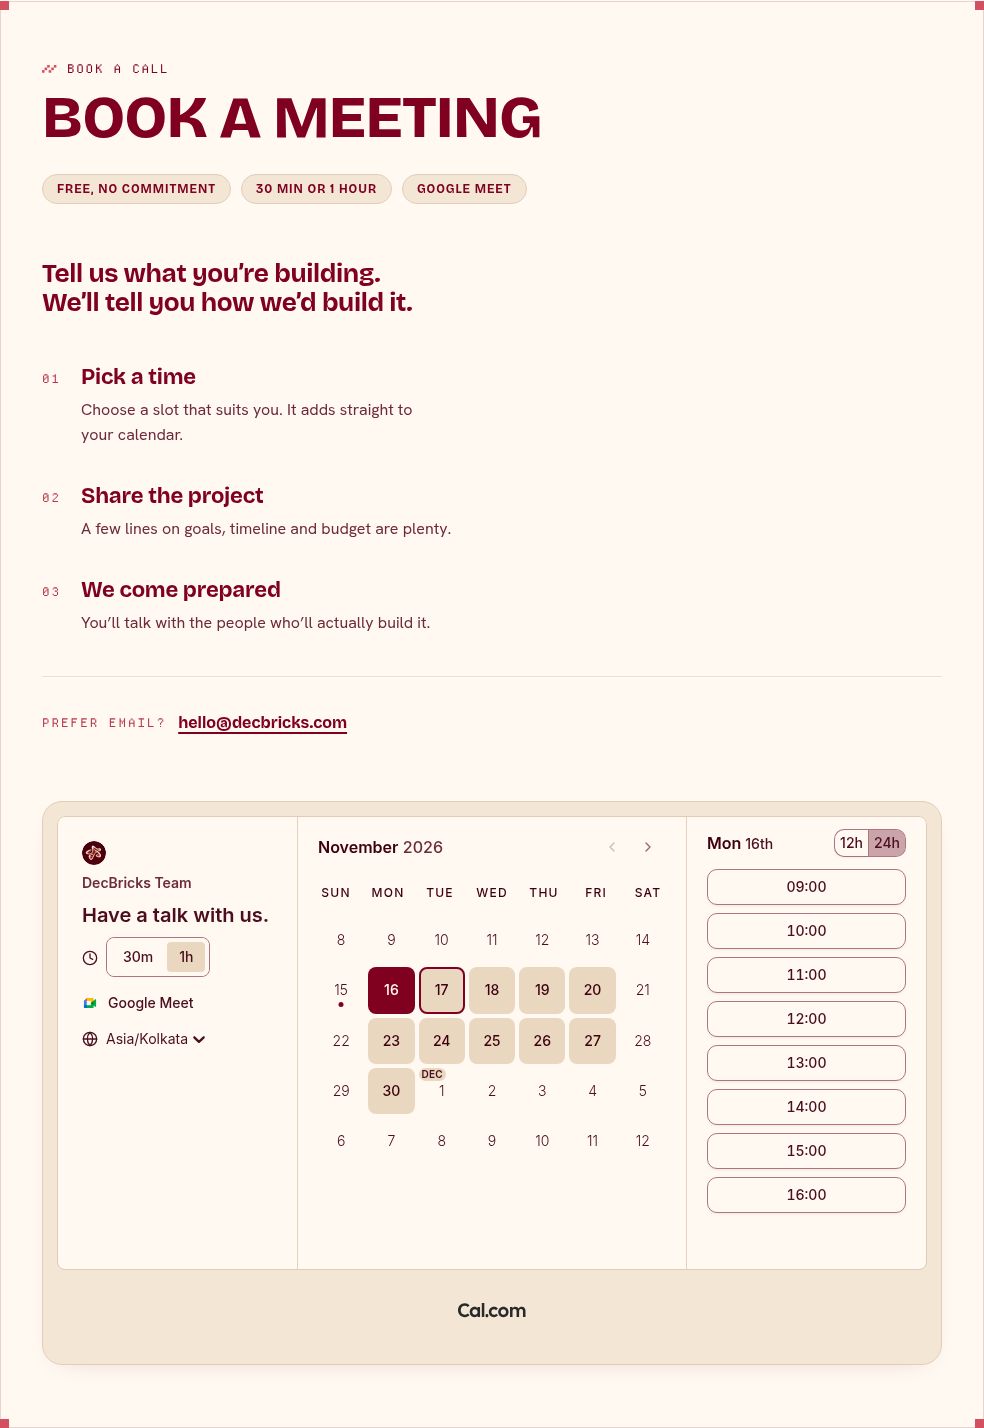 BOOK A CALL
BOOK A MEETING
FREE, NO COMMITMENT
30 MIN OR 1 HOUR
GOOGLE MEET
Tell us what you’re building.
We’ll tell you how we’d build it.
01 Pick a time
Choose a slot that suits you. It adds straight to
your calendar.
02 Share the project
A few lines on goals, timeline and budget are plenty.
03 We come prepared
You’ll talk with the people who’ll actually build it.
PREFER EMAIL? hello@decbricks.com
DecBricks Team
Have a talk with us.
30m 1h
Google Meet
Asia/Kolkata
November 2026
SUN MON TUE WED THU FRI SAT
8 9 10 11 12 13 14
15 16 17 18 19 20 21
22 23 24 25 26 27 28
DEC
29 30 1 2 3 4 5
6 7 8 9 10 11 12
Mon 16th
12h 24h
09:00
10:00
11:00
12:00
13:00
14:00
15:00
16:00
Cal.com